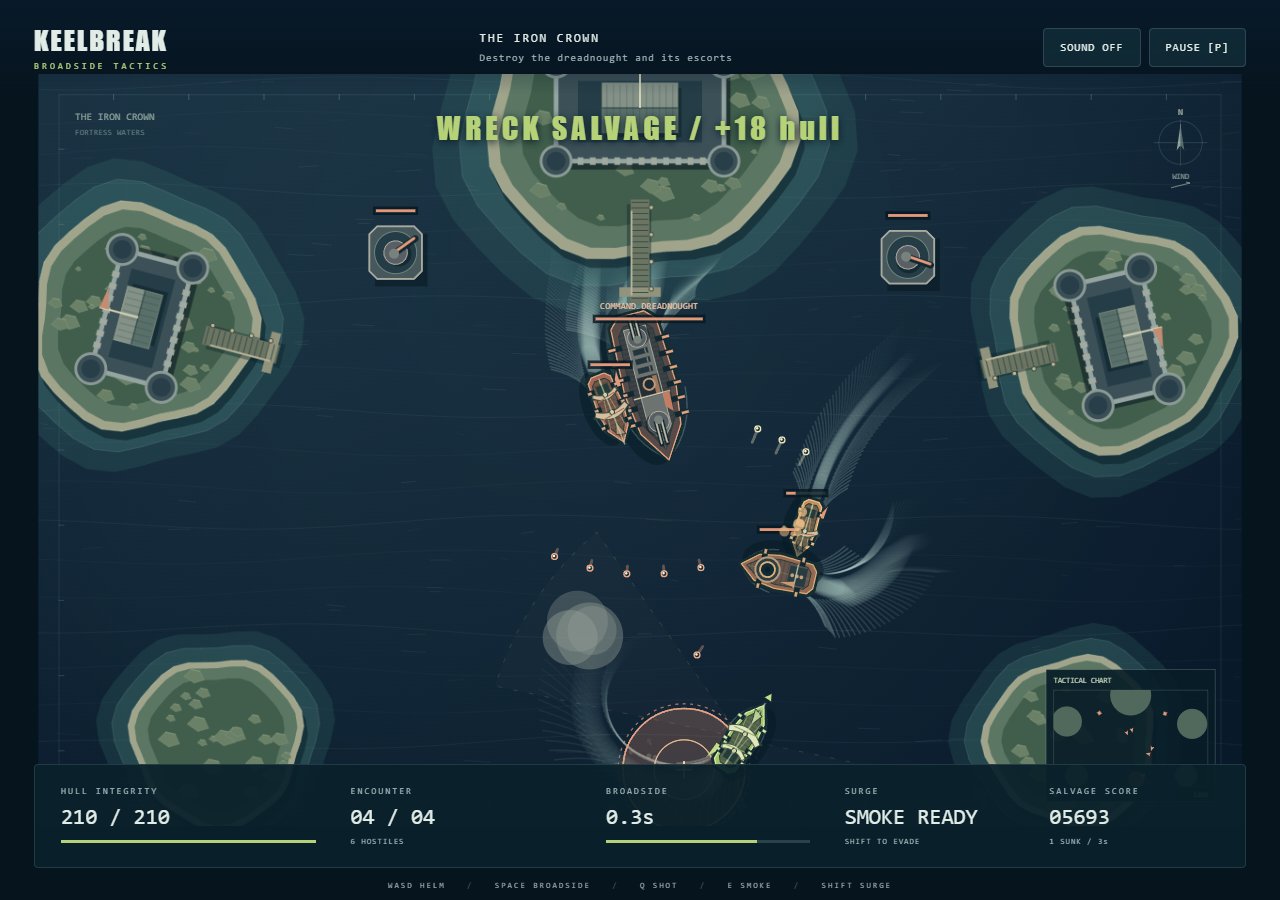 KEELBREAK
BROADSIDE TACTICS
THE IRON CROWN
Destroy the dreadnought and its escorts
SOUND OFF
PAUSE [P]
THE IRON CROWN
FORTRESS WATERS
WRECK SALVAGE / +18 hull
N
WIND
COMMAND DREADNOUGHT
TACTICAL CHART
HULL INTEGRITY
210 / 210
ENCOUNTER
04 / 04
6 HOSTILES
BROADSIDE
0.3s
SURGE
SMOKE READY
SHIFT TO EVADE
SALVAGE SCORE
05693
1 SUNK / 3s
WASD HELM / SPACE BROADSIDE / Q SHOT / E SMOKE / SHIFT SURGE